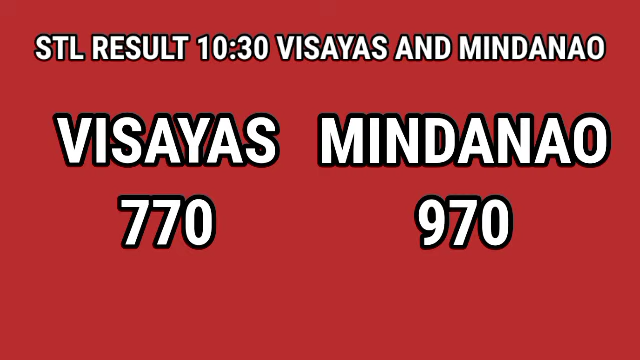 STL RESULT 10:30 VISAYAS AND MINDANAO
VISAYAS MINDANAO
770 970